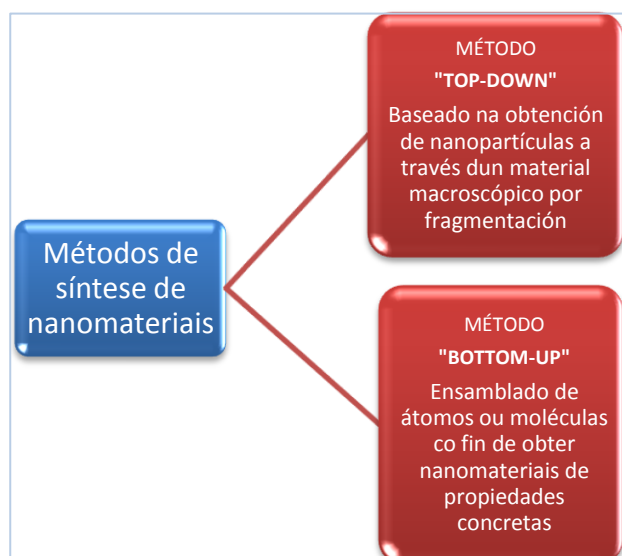 Métodos de
síntese de
nanomateriais
MÉTODO
"TOP-DOWN"
Baseado na obtención
de nanopartículas a
través dun material
macroscópico por
fragmentación
MÉTODO
"BOTTOM-UP"
Ensamblado de
átomos ou moléculas
co fin de obter
nanomateriais de
propiedades
concretas